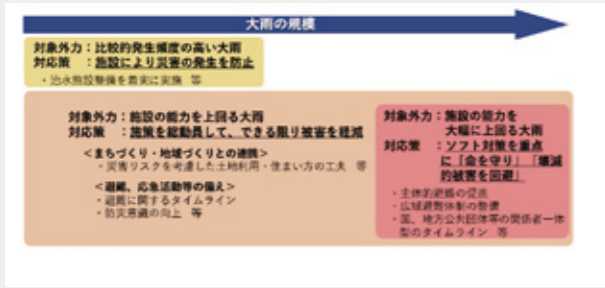 大雨の規模
対象外力：比較的発生頻度の高い大雨
対応策　：施設により災害の発生を防止
・治水施設整備を着実に実施　等
対象外力：施設の能力を上回る大雨
対応策　：施策を総動員して、できる限り被害を軽減
＜まちづくり・地域づくりとの連携＞
・災害リスクを考慮した土地利用・住まい方の工夫　等
＜避難、応急活動等の備え＞
・避難に関するタイムライン
・防災意識の向上　等
対象外力：施設の能力を
大幅に上回る大雨
対応策　：ソフト対策を重点
に「命を守り」「壊滅
的被害を回避」
・主体的避難の促進
・広域避難体制の整備
・国、地方公共団体等の関係者一体
型のタイムライン　等